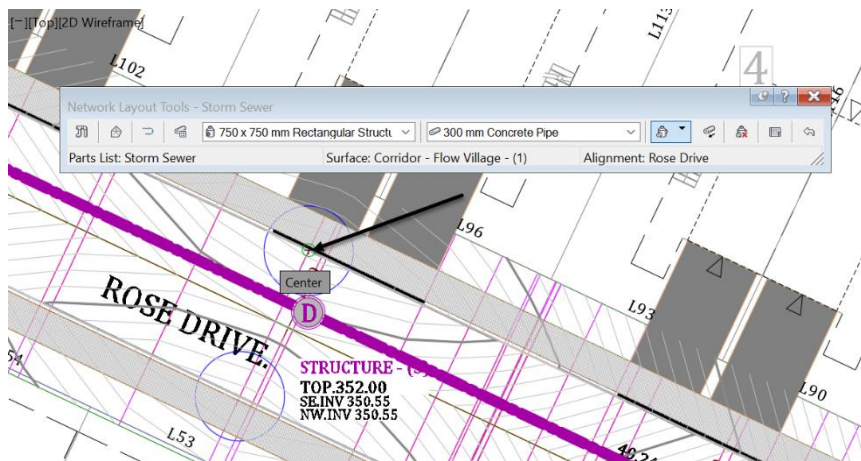 [−][Top][2D Wireframe]
L102
L113
4
Network Layout Tools - Storm Sewer
750 x 750 mm Rectangular Structu
300 mm Concrete Pipe
Parts List: Storm Sewer
Surface: Corridor - Flow Village - (1)
Alignment: Rose Drive
L96
Center
D
ROSE DRIVE.
L93
STRUCTURE - (
TOP.352.00
SE.INV 350.55
NW.INV 350.55
L90
L53